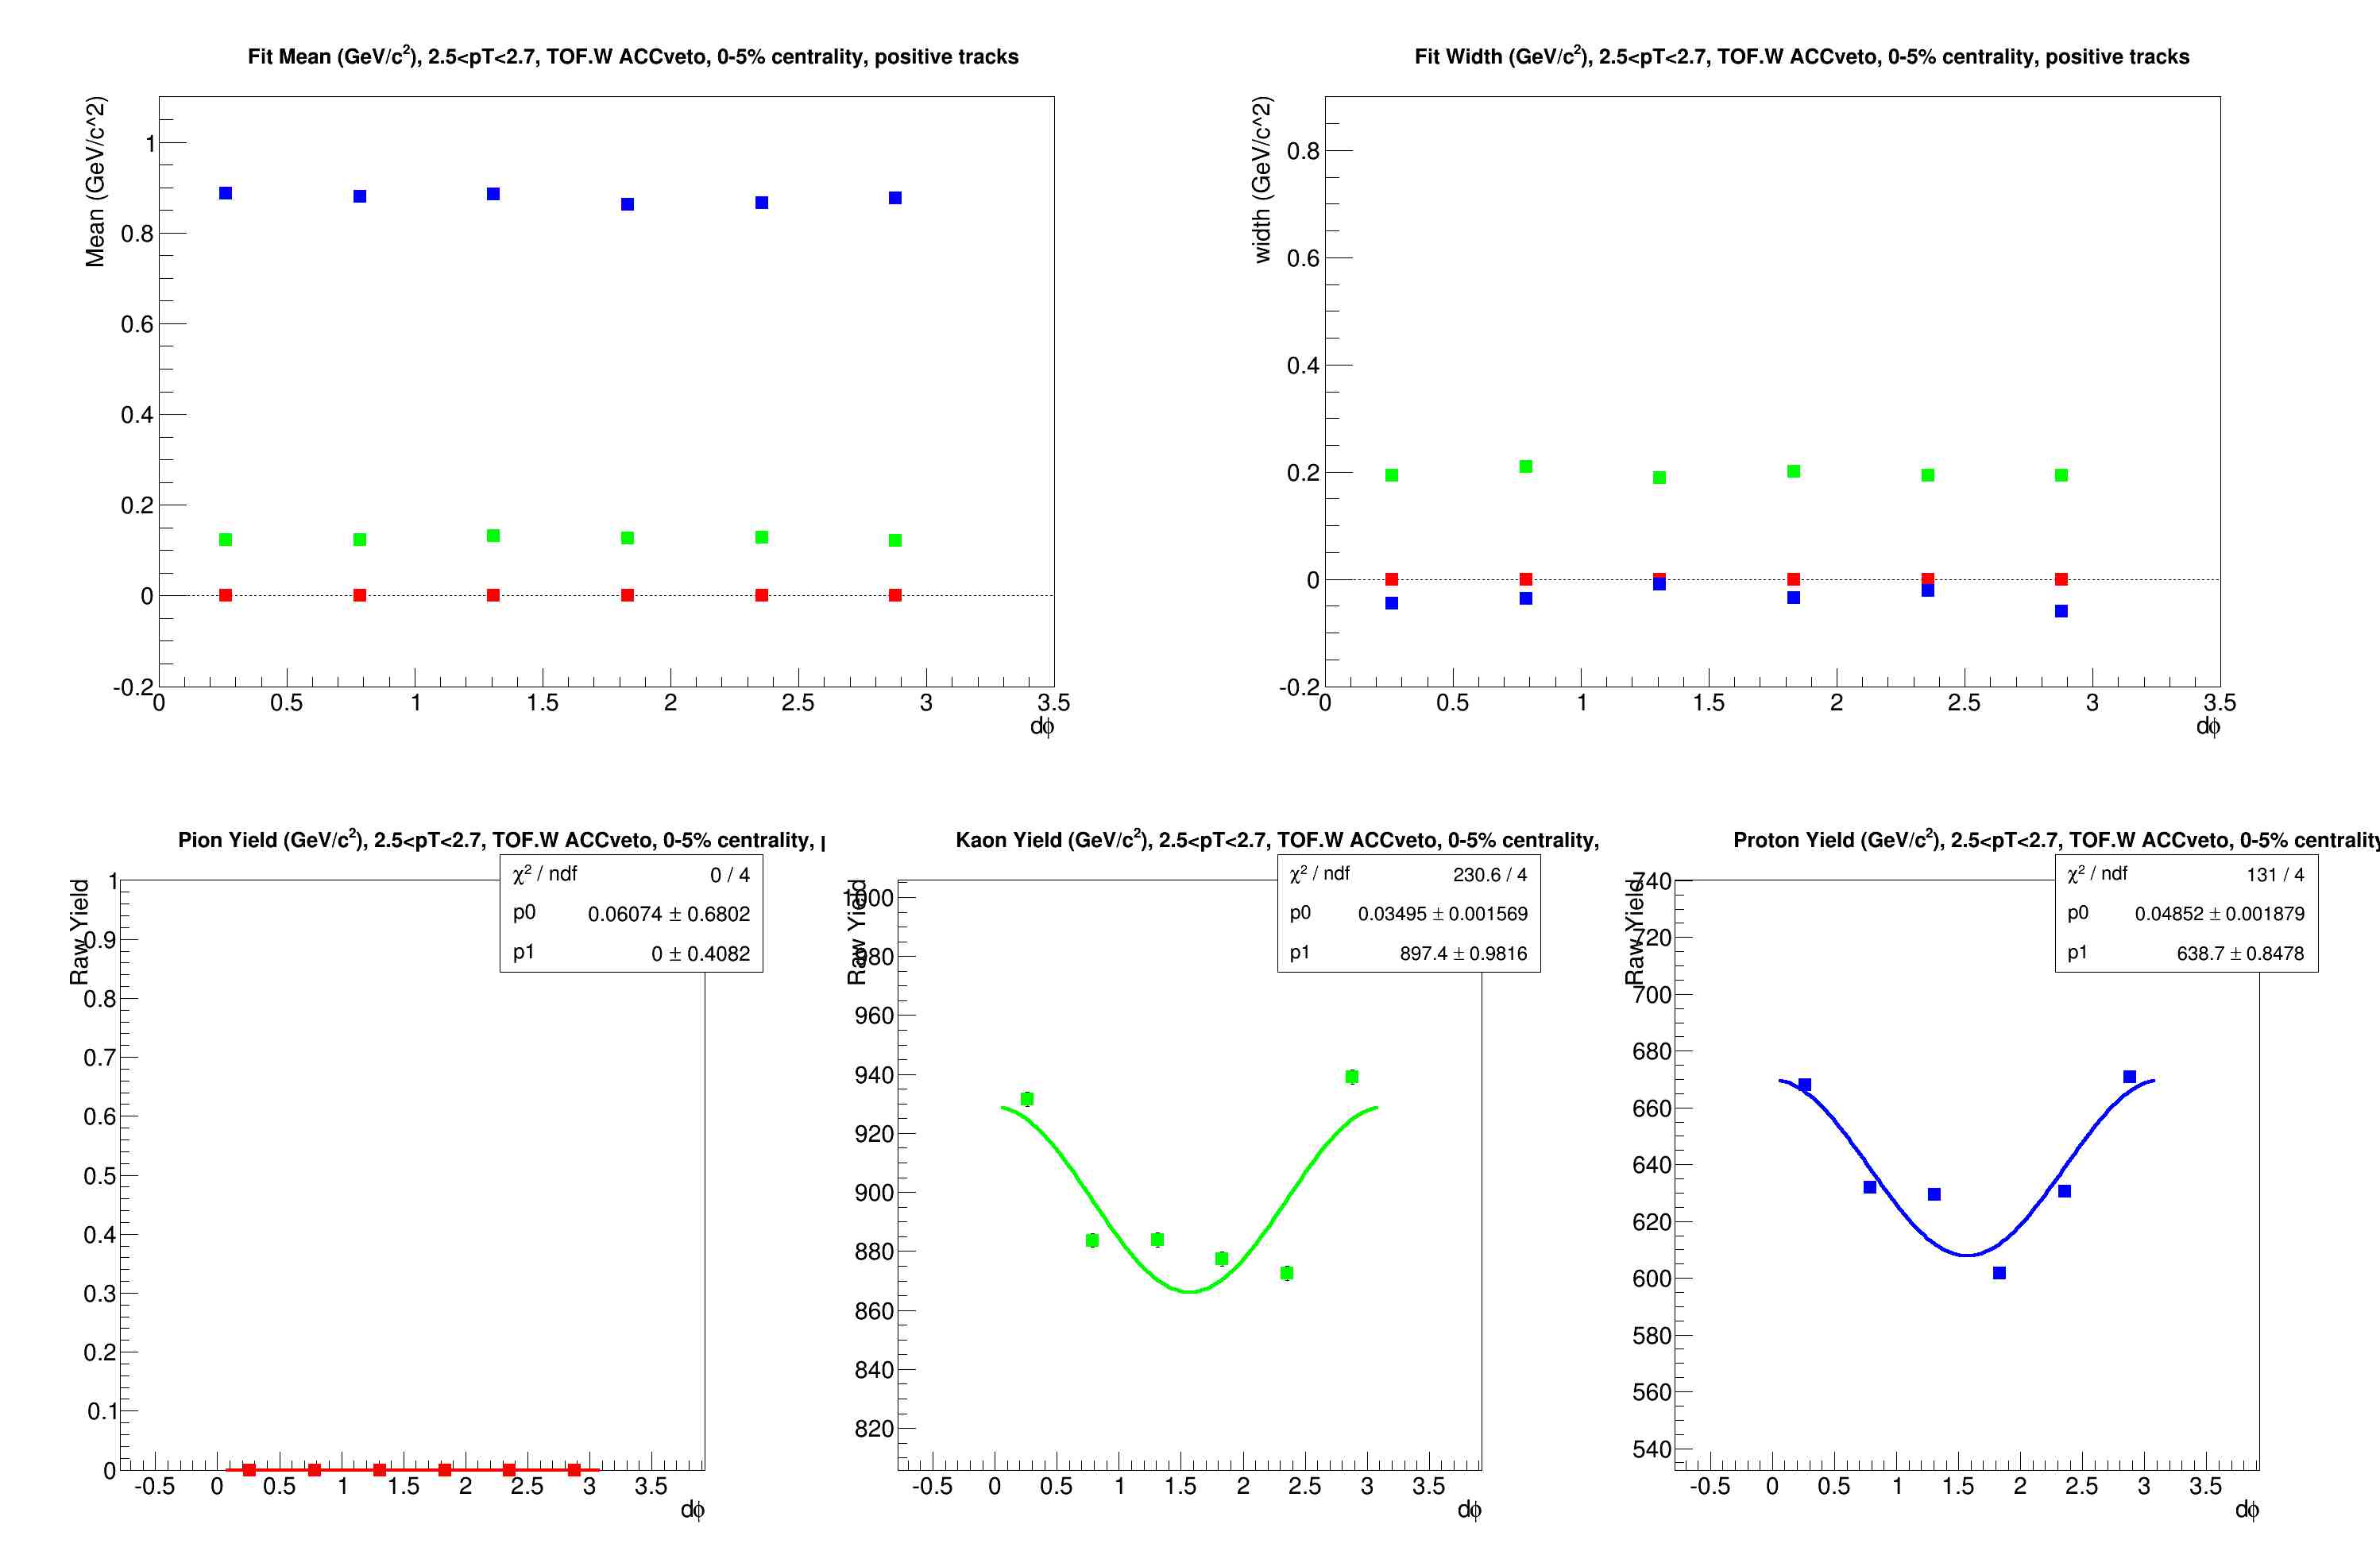 Fit Mean (GeV/c²), 2.5<pT<2.7, TOF.W ACCveto, 0-5% centrality, positive tracks
Mean (GeV/c^2)
1
0.8
0.6
0.4
0.2
0
-0.2
0 0.5 1 1.5 2 2.5 3 3.5
dϕ
Fit Width (GeV/c²), 2.5<pT<2.7, TOF.W ACCveto, 0-5% centrality, positive tracks
width (GeV/c^2)
0.8
0.6
0.4
0.2
0
-0.2
0 0.5 1 1.5 2 2.5 3 3.5
dϕ
Pion Yield (GeV/c²), 2.5<pT<2.7, TOF.W ACCveto, 0-5% centrality, p
χ² / ndf 0 / 4
p0 0.06074 ± 0.6802
p1 0 ± 0.4082
Raw Yield
1
0.9
0.8
0.7
0.6
0.5
0.4
0.3
0.2
0.1
0
-0.5 0 0.5 1 1.5 2 2.5 3 3.5
dϕ
Kaon Yield (GeV/c²), 2.5<pT<2.7, TOF.W ACCveto, 0-5% centrality,
χ² / ndf 230.6 / 4
p0 0.03495 ± 0.001569
p1 897.4 ± 0.9816
Raw Yield
1000
980
960
940
920
900
880
860
840
820
-0.5 0 0.5 1 1.5 2 2.5 3 3.5
dϕ
Proton Yield (GeV/c²), 2.5<pT<2.7, TOF.W ACCveto, 0-5% centrality
χ² / ndf 131 / 4
p0 0.04852 ± 0.001879
p1 638.7 ± 0.8478
Raw Yield
740
720
700
680
660
640
620
600
580
560
540
-0.5 0 0.5 1 1.5 2 2.5 3 3.5
dϕ